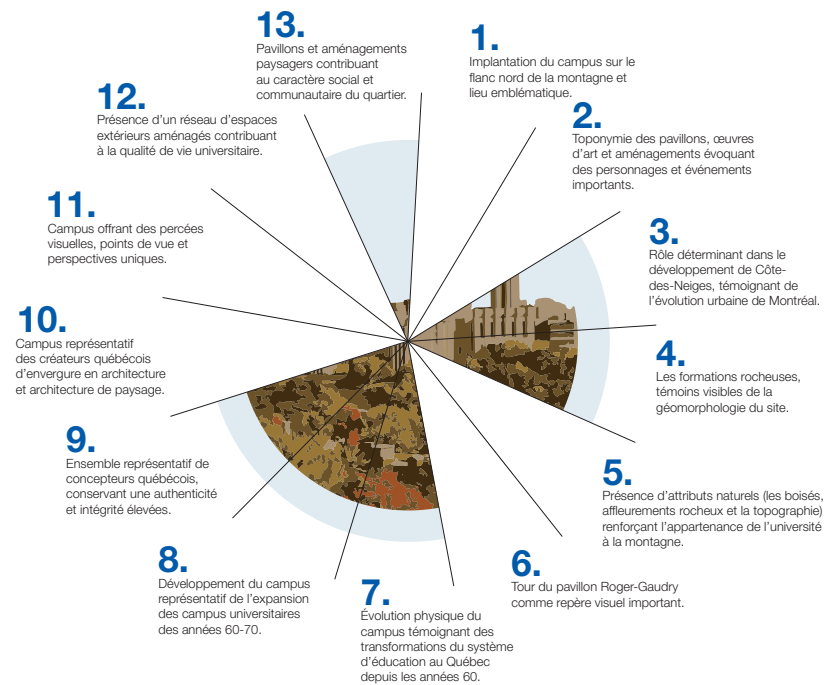 1.
Implantation du campus sur le
flanc nord de la montagne et
lieu emblématique.
2.
Toponymie des pavillons, œuvres
d'art et aménagements évoquant
des personnages et événements
importants.
3.
Rôle déterminant dans le
développement de Côte-
des-Neiges, témoignant de
l'évolution urbaine de Montréal.
4.
Les formations rocheuses,
témoins visibles de la
géomorphologie du site.
5.
Présence d'attributs naturels (les boisés,
affleurements rocheux et la topographie)
renforçant l'appartenance de l'université
à la montagne.
6.
Tour du pavillon Roger-Gaudry
comme repère visuel important.
7.
Évolution physique du
campus témoignant des
transformations du système
d'éducation au Québec
depuis les années 60.
8.
Développement du campus
représentatif de l'expansion
des campus universitaires
des années 60-70.
9.
Ensemble représentatif de
concepteurs québécois,
conservant une authenticité
et intégrité élevées.
10.
Campus représentatif
des créateurs québécois
d'envergure en architecture
et architecture de paysage.
11.
Campus offrant des percées
visuelles, points de vue et
perspectives uniques.
12.
Présence d'un réseau d'espaces
extérieurs aménagés contribuant
à la qualité de vie universitaire.
13.
Pavillons et aménagements
paysagers contribuant
au caractère social et
communautaire du quartier.